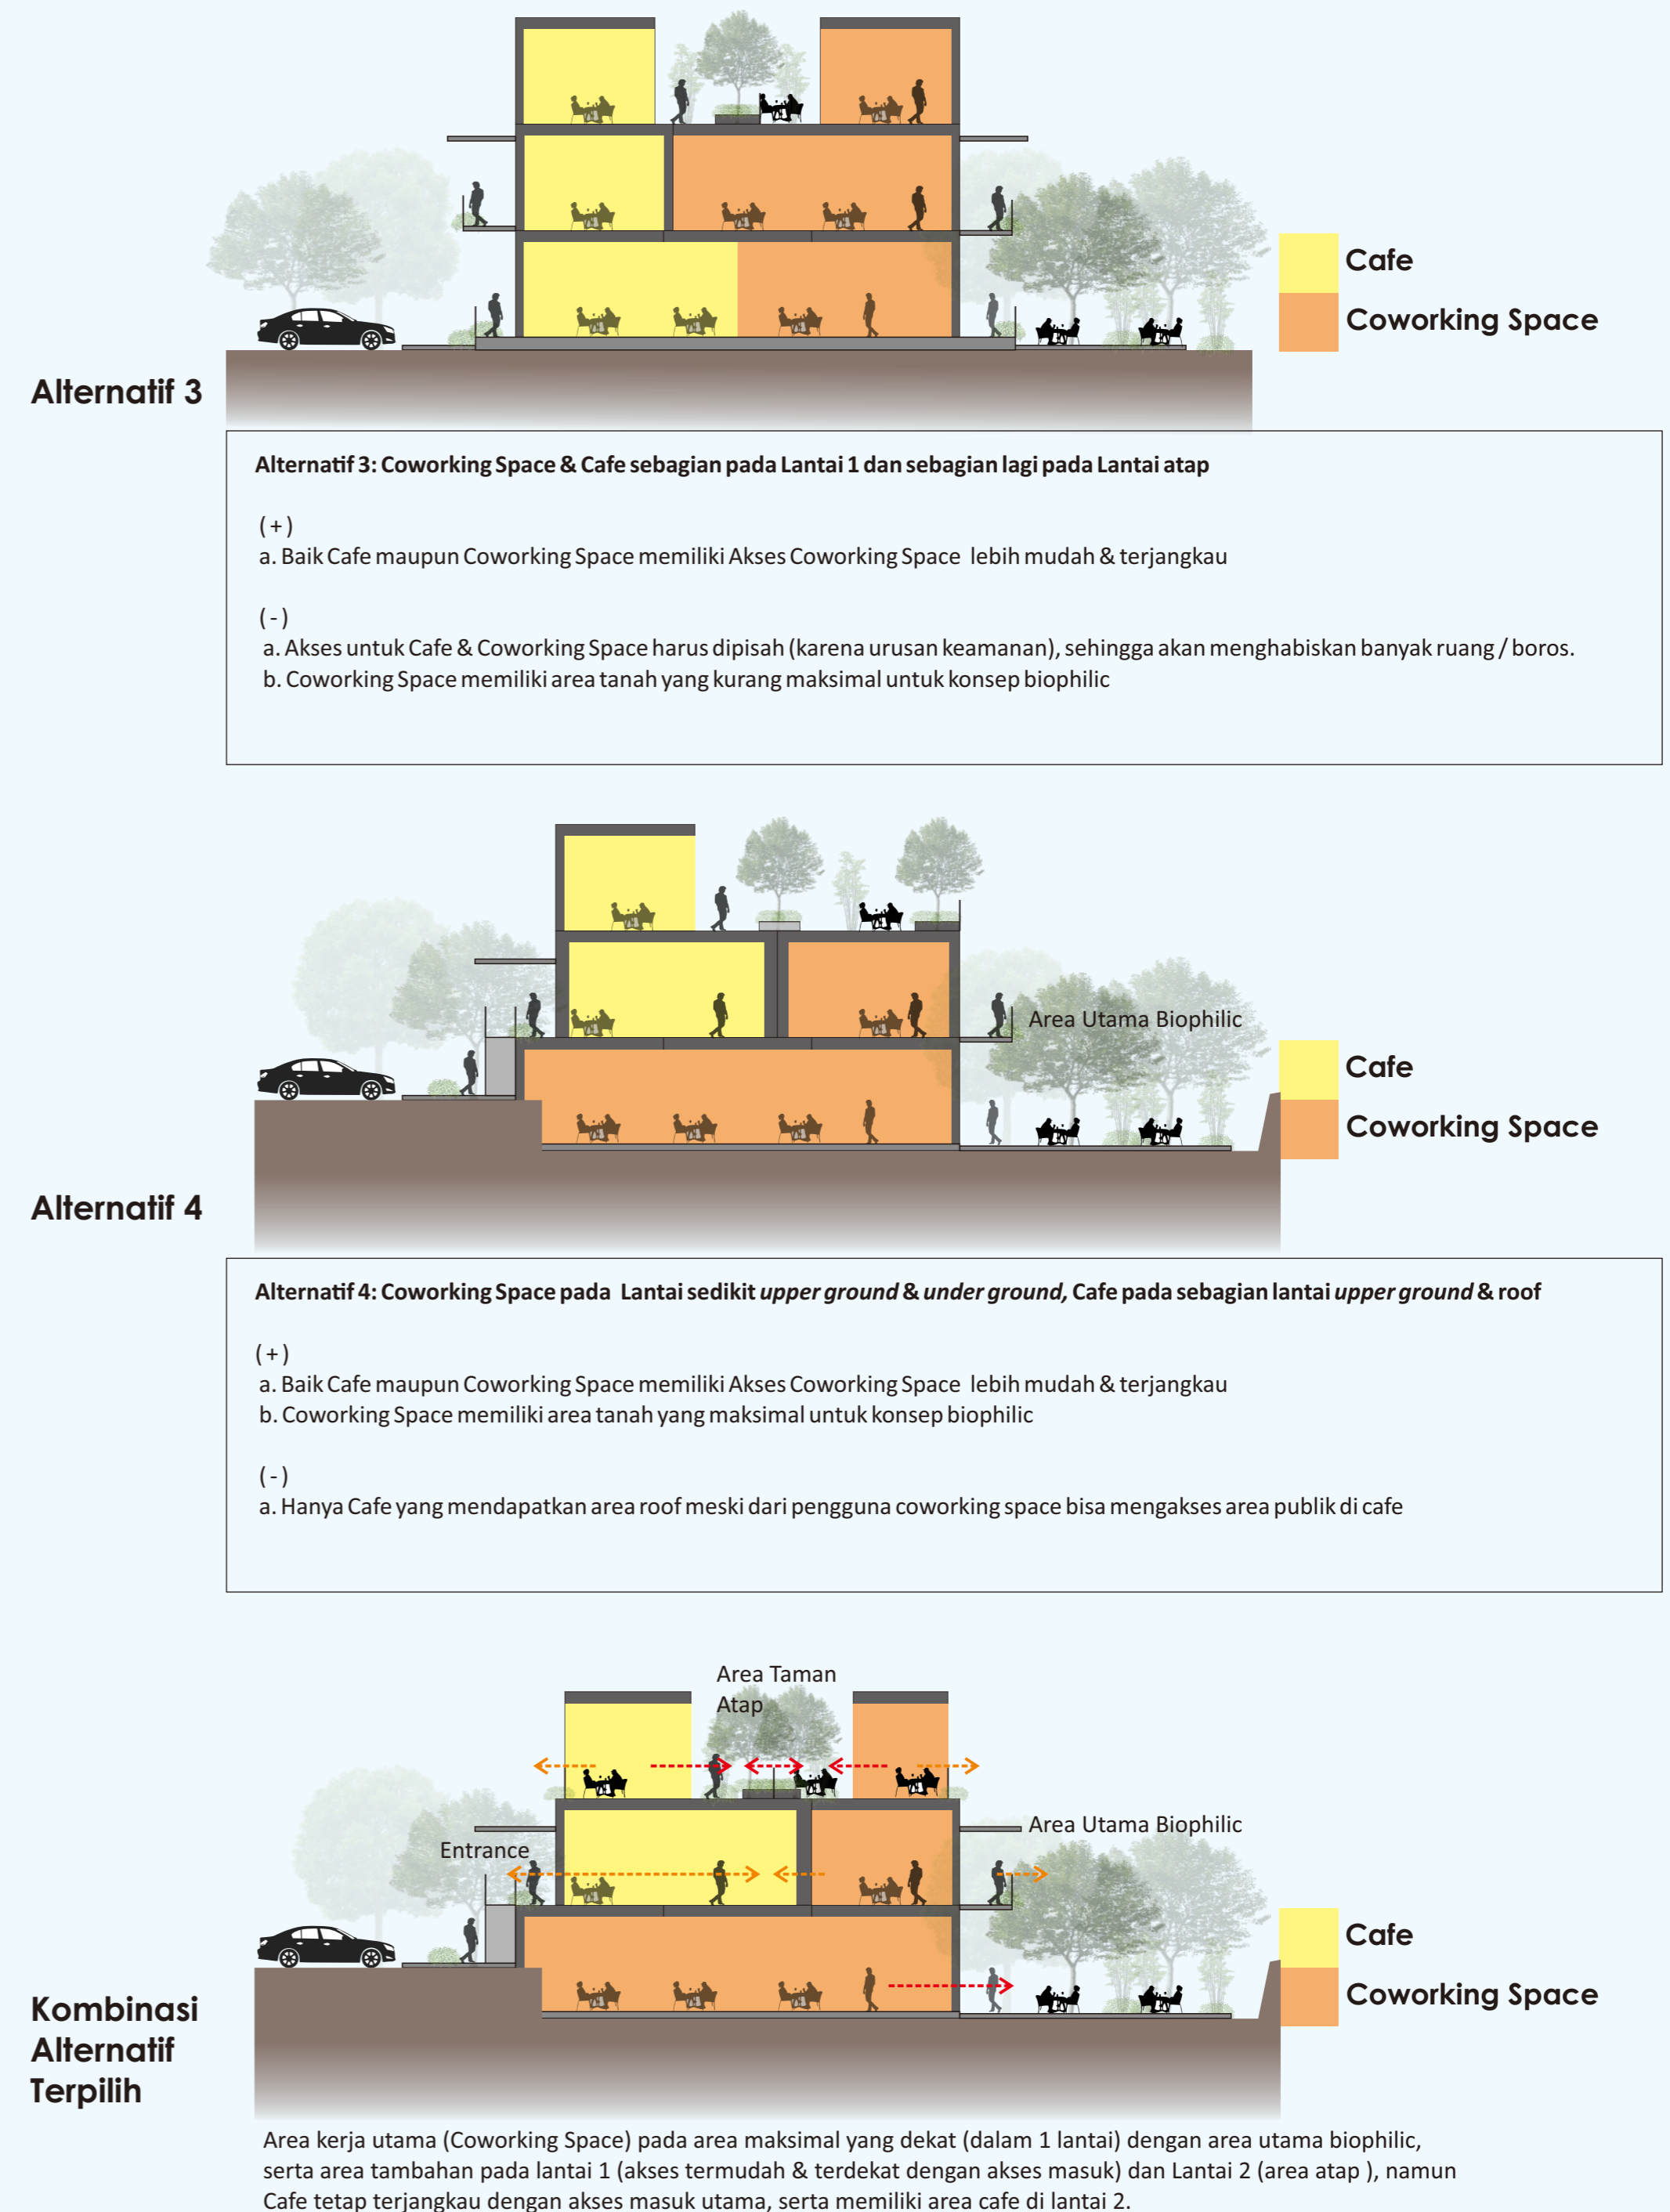 Cafe
Coworking Space
Alternatif 3
Alternatif 3: Coworking Space & Cafe sebagian pada Lantai 1 dan sebagian lagi pada Lantai atap
(+)
a. Baik Cafe maupun Coworking Space memiliki Akses Coworking Space lebih mudah & terjangkau
(-)
a. Akses untuk Cafe & Coworking Space harus dipisah (karena urusan keamanan), sehingga akan menghabiskan banyak ruang / boros.
b. Coworking Space memiliki area tanah yang kurang maksimal untuk konsep biophilic
Area Utama Biophilic
Cafe
Coworking Space
Alternatif 4
Alternatif 4: Coworking Space pada Lantai sedikit upper ground & under ground, Cafe pada sebagian lantai upper ground & roof
(+)
a. Baik Cafe maupun Coworking Space memiliki Akses Coworking Space lebih mudah & terjangkau
b. Coworking Space memiliki area tanah yang maksimal untuk konsep biophilic
(-)
a. Hanya Cafe yang mendapatkan area roof meski dari pengguna coworking space bisa mengakses area publik di cafe
Area Taman
Atap
Area Utama Biophilic
Entrance
Cafe
Coworking Space
Kombinasi
Alternatif
Terpilih
Area kerja utama (Coworking Space) pada area maksimal yang dekat (dalam 1 lantai) dengan area utama biophilic,
serta area tambahan pada lantai 1 (akses termudah & terdekat dengan akses masuk) dan Lantai 2 (area atap ), namun
Cafe tetap terjangkau dengan akses masuk utama, serta memiliki area cafe di lantai 2.